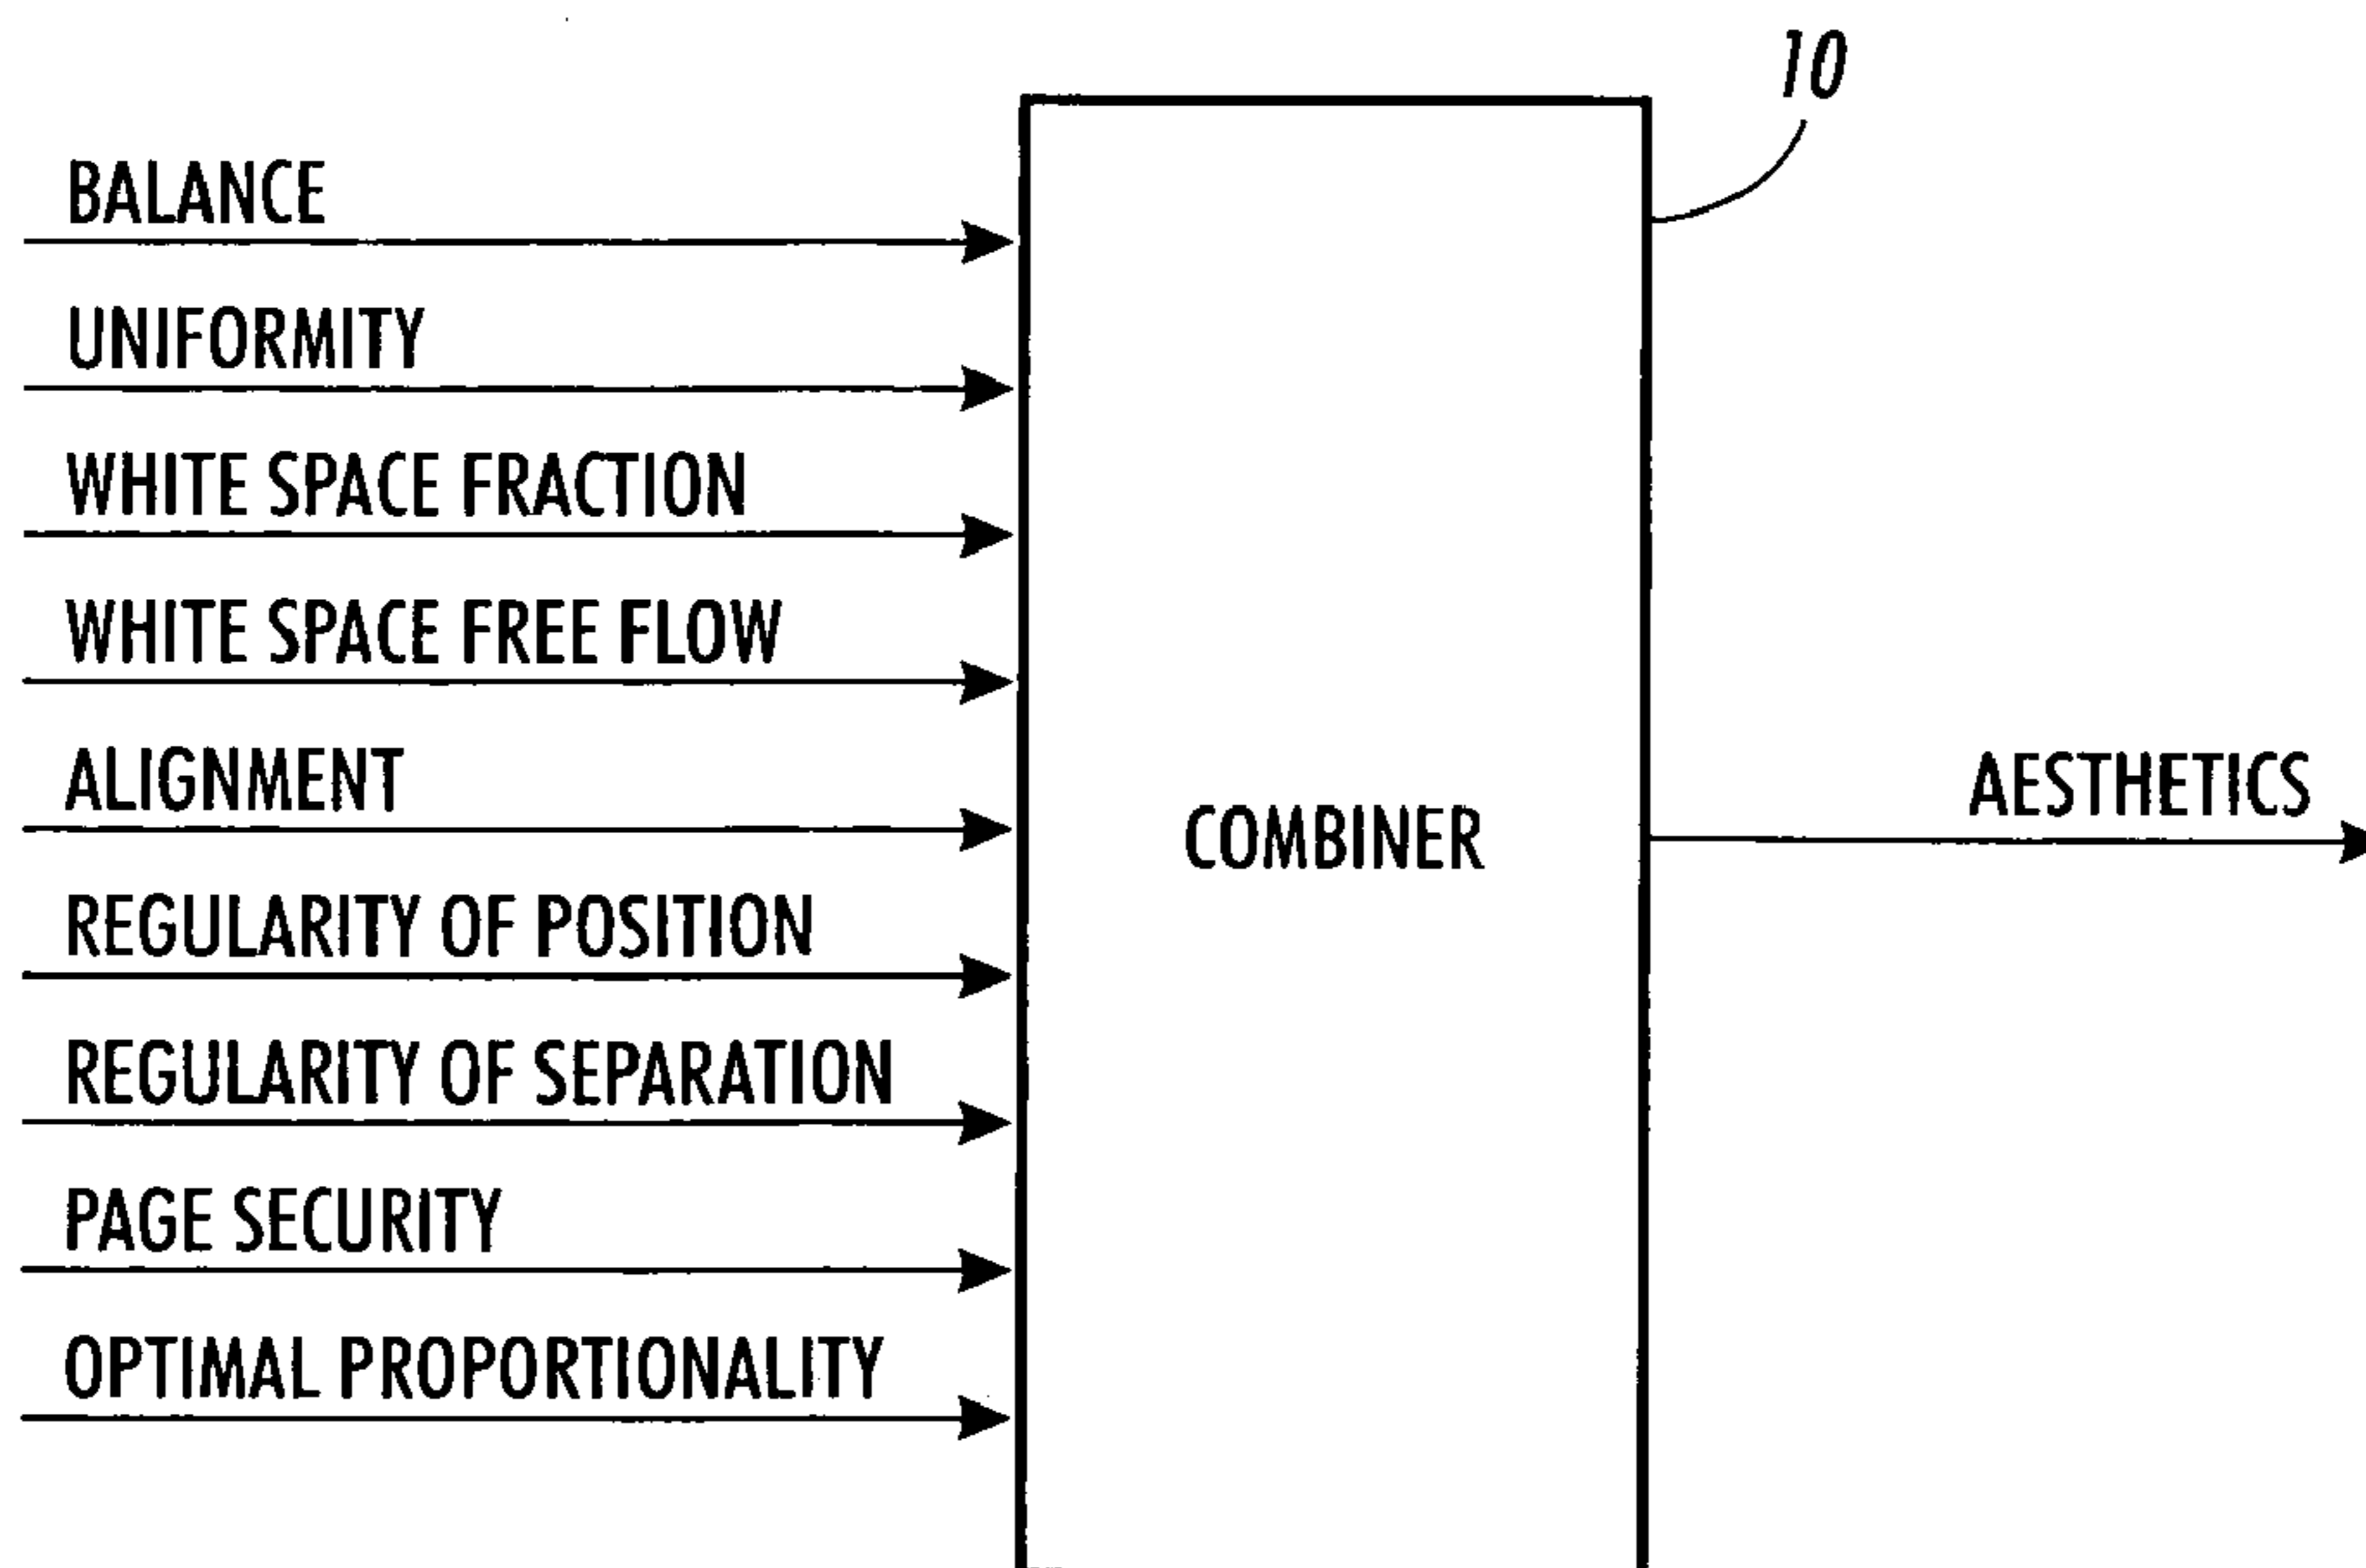 10
BALANCE
UNIFORMITY
WHITE SPACE FRACTION
WHITE SPACE FREE FLOW
ALIGNMENT
AESTHETICS
COMBINER
REGULARITY OF POSITION
REGULARITY OF SEPARATION
PAGE SECURITY
OPTIMAL PROPORTIONALITY